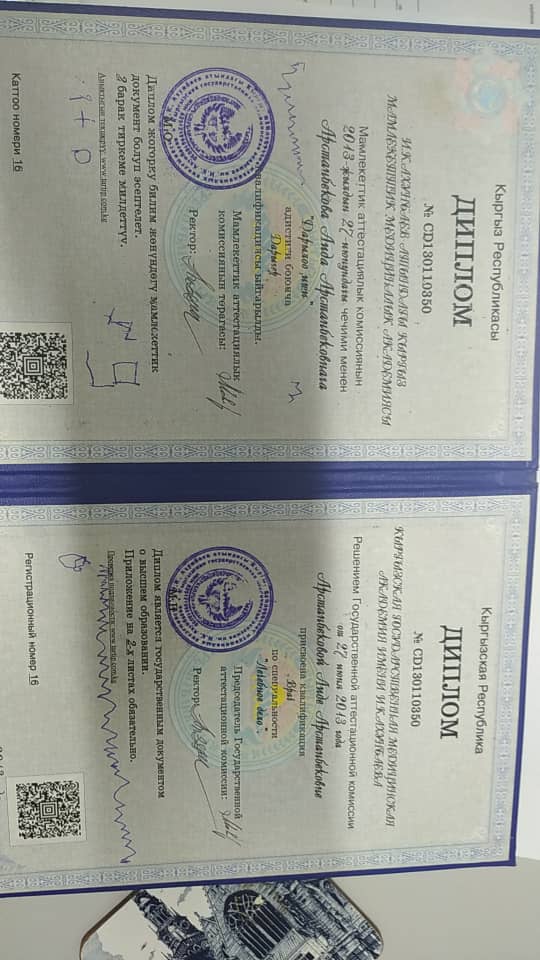 Кыргыз Республикасы
ДИПЛОМ
№ CD130110350
И.К.АХУНБАЕВ АТЫНДАГЫ КЫРГЫЗ
МАМЛЕКЕТТИК МЕДИЦИНАЛЫК АКАДЕМИЯСЫ
Мамлекеттик аттестациялык комиссиянын
2013-жылдын 27-июнундагы чечими менен
Арстанбекова Аида Арстанбековнага
"Дарылоо иши"
адистиги боюнча
Дарыгер
квалификациясы ыйгарылды.
Мамлекеттик аттестациялык
комиссиянын төрагасы:
Ректор:
Диплом жогорку билим жөнүндөгү мамлекеттик
документ болуп эсептелет.
2 барак тиркеме милдеттүү.
Каттоо номери 16
Кыргызская Республика
ДИПЛОМ
№ CD130110350
КЫРГЫЗСКАЯ ГОСУДАРСТВЕННАЯ МЕДИЦИНСКАЯ
АКАДЕМИЯ ИМЕНИ И.К.АХУНБАЕВА
Решением Государственной аттестационной комиссии
от 27 июня 2013 года
Арстанбековой Аиде Арстанбековне
присвоена квалификация
Врач
по специальности
"Лечебное дело"
Председатель Государственной
аттестационной комиссии:
Ректор:
Диплом является государственным документом
о высшем образовании.
Приложение на 2-х листах обязательно.
Регистрационный номер 16